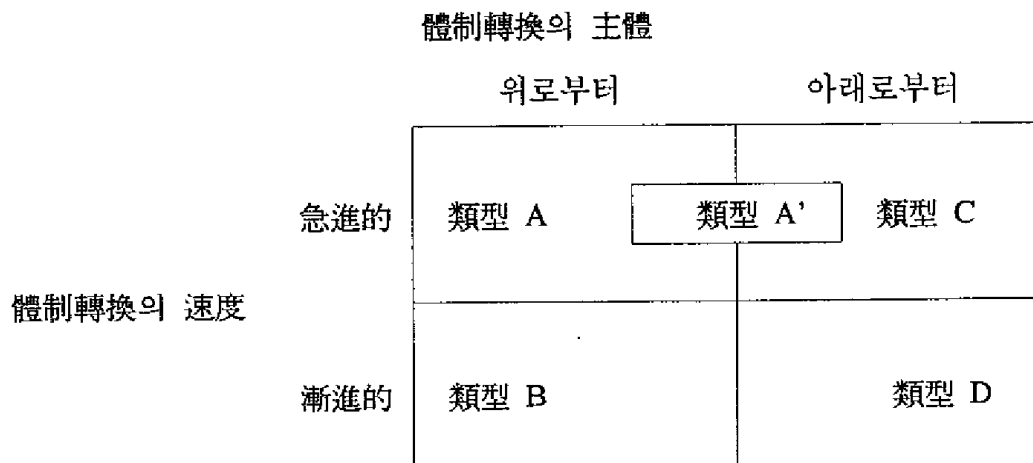 體制轉換의 主體
위로부터 아래로부터
急進的 類型 A 類型 A' 類型 C
體制轉換의 速度
漸進的 類型 B 類型 D